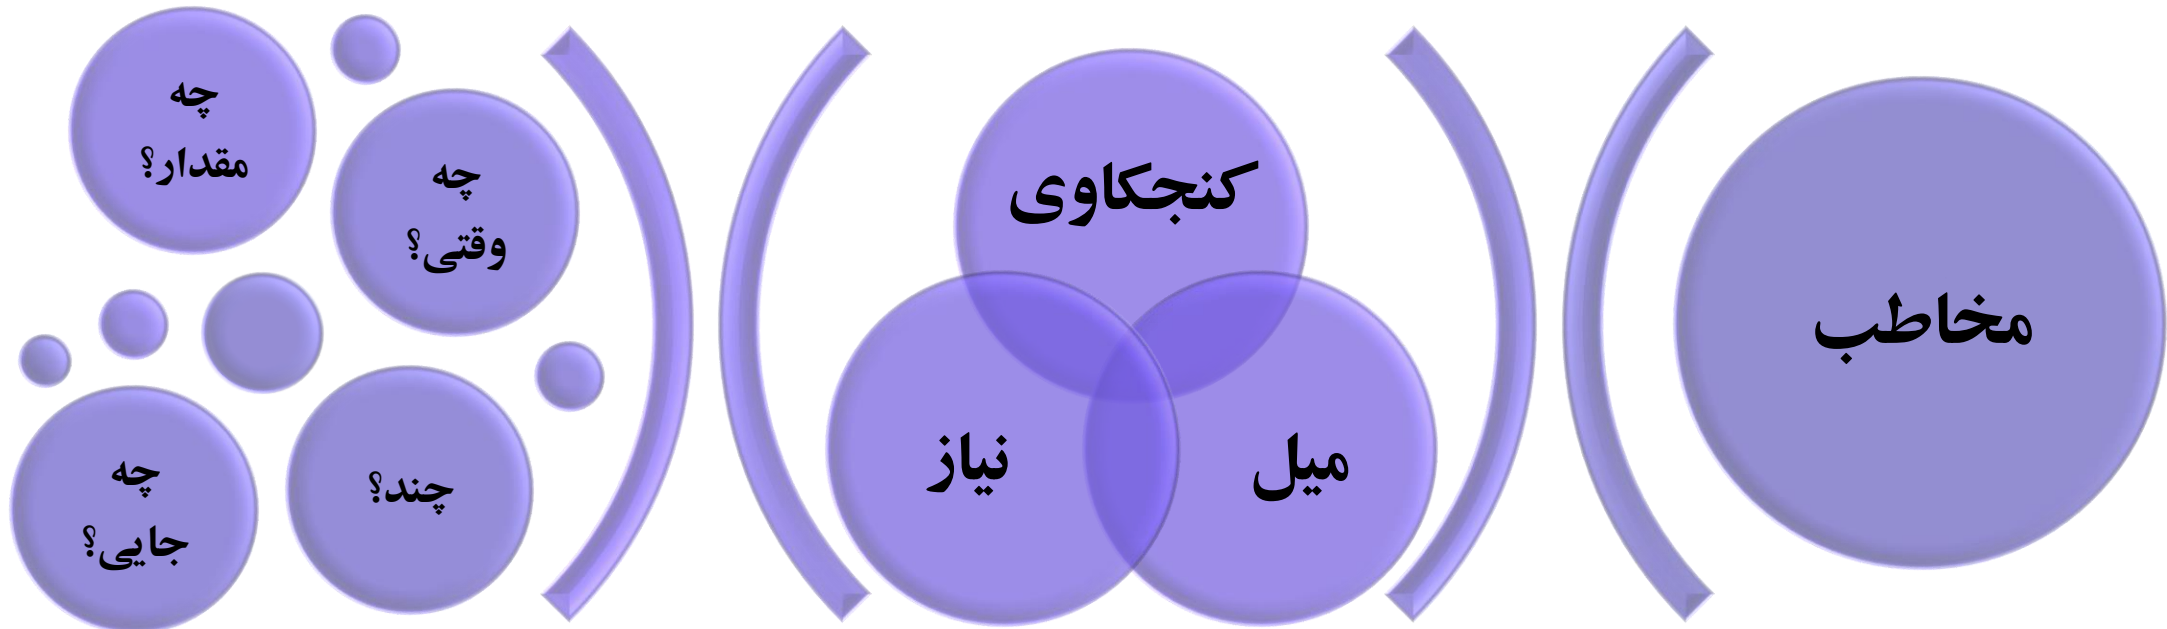 مخاطب
کنجکاوی
میل
نیاز
چه
وقتی؟
چه
مقدار؟
چند؟
چه
جایی؟